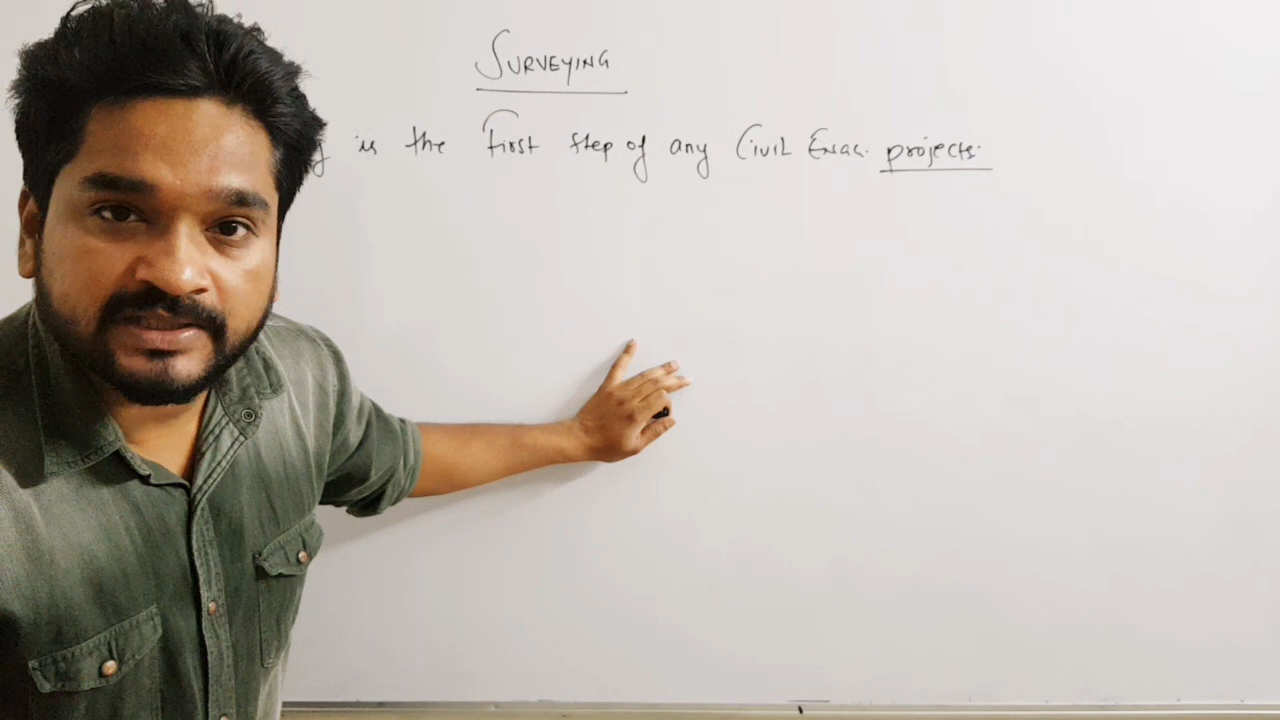 SURVEYING
is the First step of any Civil Engg. projects.